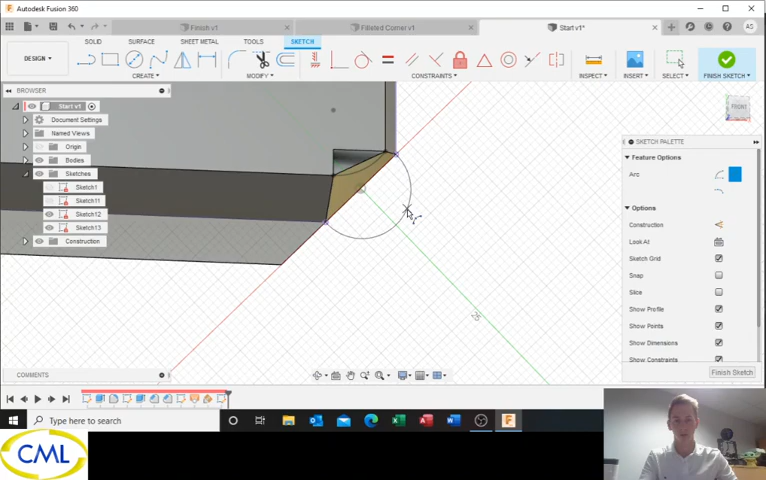 Autodesk Fusion 360
Finish v1
Filleted Corner v1
Start v1*
AS
SOLID
SURFACE
SHEET METAL
SKETCH
TOOLS
DESIGN
CREATE
MODIFY
CONSTRAINTS
INSPECT
INSERT
SELECT
FINISH SKETCH
BROWSER
Start v1
Document Settings
Named Views
Origin
Bodies
Sketches
Sketch1
Sketch11
Sketch12
Sketch13
Construction
25
FRONT
SKETCH PALETTE
Feature Options
Arc
Options
Construction
Look At
Sketch Grid
Snap
Slice
Show Profile
Show Points
Show Dimensions
Show Constraints
Finish Sketch
COMMENTS
Type here to search
CML